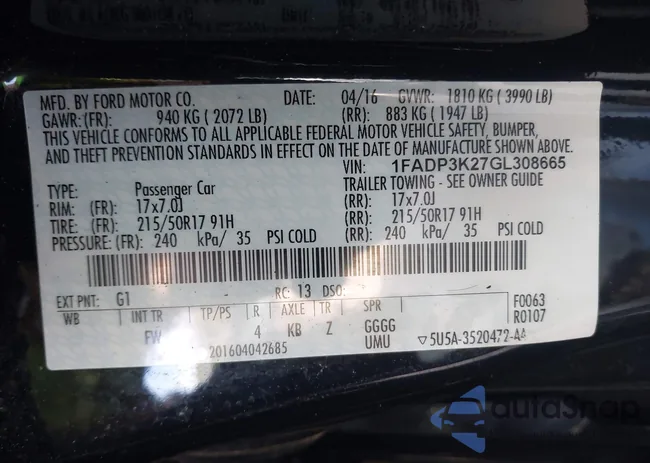 MFD. BY FORD MOTOR CO. DATE: 04/16 GVWR: 1810 KG ( 3990 LB)
GAWR:(FR): 940 KG ( 2072 LB) (RR): 883 KG ( 1947 LB)
THIS VEHICLE CONFORMS TO ALL APPLICABLE FEDERAL MOTOR VEHICLE SAFETY, BUMPER,
AND THEFT PREVENTION STANDARDS IN EFFECT ON THE DATE OF MANUFACTURE SHOWN ABOVE.
VIN: 1FADP3K27GL308665
TYPE: Passenger Car TRAILER TOWING - SEE OWNER GUIDE
RIM: (FR): 17x7.0J (RR): 17x7.0J
TIRE: (FR): 215/50R17 91H (RR): 215/50R17 91H
PRESSURE: (FR): 240 kPa/ 35 PSI COLD (RR): 240 kPa/ 35 PSI COLD
EXT PNT: G1 RC: 13 DSO:
WB INT TR TP/PS R AXLE TR SPR F0063
FW 4 KB Z GGGG R0107
201604042685 UMU ▽5U5A-3520472-AA
aulaSnap